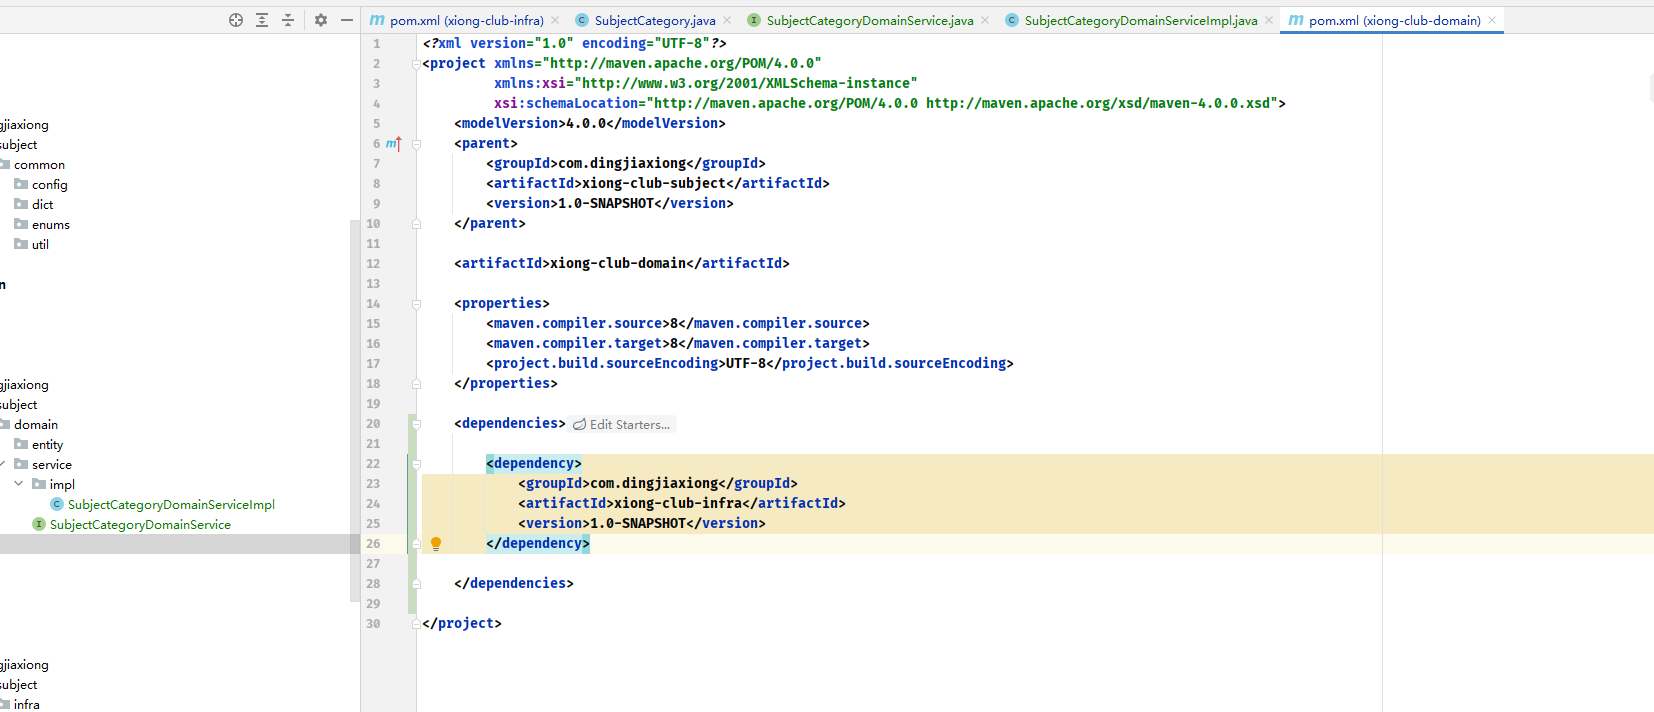 pom.xml (xiong-club-infra)
SubjectCategory.java
SubjectCategoryDomainService.java
SubjectCategoryDomainServiceImpl.java
pom.xml (xiong-club-domain)
gjiaxiong
subject
common
config
dict
enums
util
n
gjiaxiong
subject
domain
entity
service
impl
SubjectCategoryDomainServiceImpl
SubjectCategoryDomainService
gjiaxiong
subject
infra
1 <?xml version="1.0" encoding="UTF-8"?>
2 <project xmlns="http://maven.apache.org/POM/4.0.0"
3 xmlns:xsi="http://www.w3.org/2001/XMLSchema-instance"
4 xsi:schemaLocation="http://maven.apache.org/POM/4.0.0 http://maven.apache.org/xsd/maven-4.0.0.xsd">
5 <modelVersion>4.0.0</modelVersion>
6 <parent>
7 <groupId>com.dingjiaxiong</groupId>
8 <artifactId>xiong-club-subject</artifactId>
9 <version>1.0-SNAPSHOT</version>
10 </parent>
11
12 <artifactId>xiong-club-domain</artifactId>
13
14 <properties>
15 <maven.compiler.source>8</maven.compiler.source>
16 <maven.compiler.target>8</maven.compiler.target>
17 <project.build.sourceEncoding>UTF-8</project.build.sourceEncoding>
18 </properties>
19
20 <dependencies> Edit Starters...
21
22 <dependency>
23 <groupId>com.dingjiaxiong</groupId>
24 <artifactId>xiong-club-infra</artifactId>
25 <version>1.0-SNAPSHOT</version>
26 </dependency>
27
28 </dependencies>
29
30 </project>